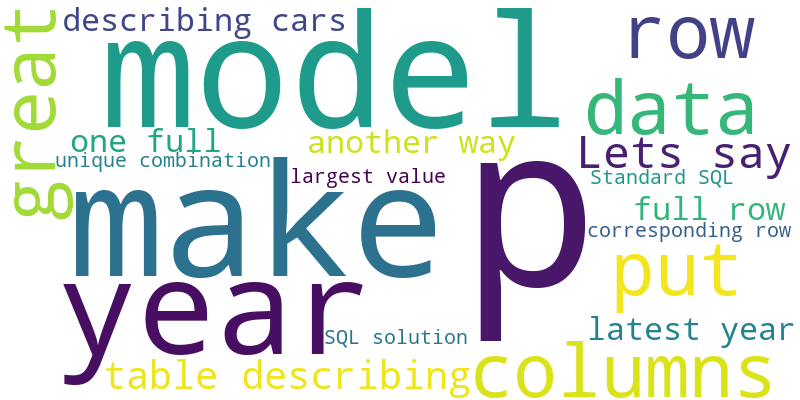 great
describing cars
model
row
data
one full
another way
Lets say
unique combination
largest value
Standard SQL
make
p
full row
corresponding row
put
year
SQL solution
latest year
table describing
columns